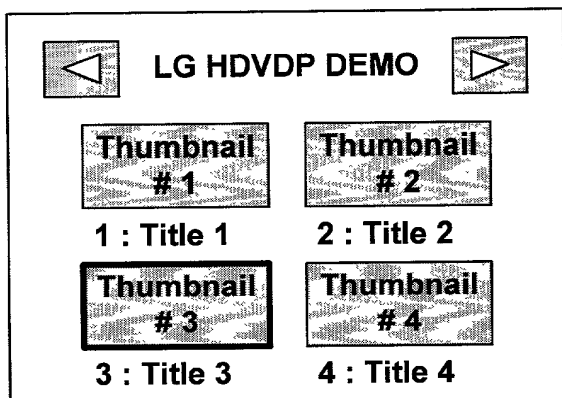 LG HDVDP DEMO
Thumbnail Thumbnail
# 1 # 2
1 : Title 1 2 : Title 2
Thumbnail Thumbnail
# 3 # 4
3 : Title 3 4 : Title 4